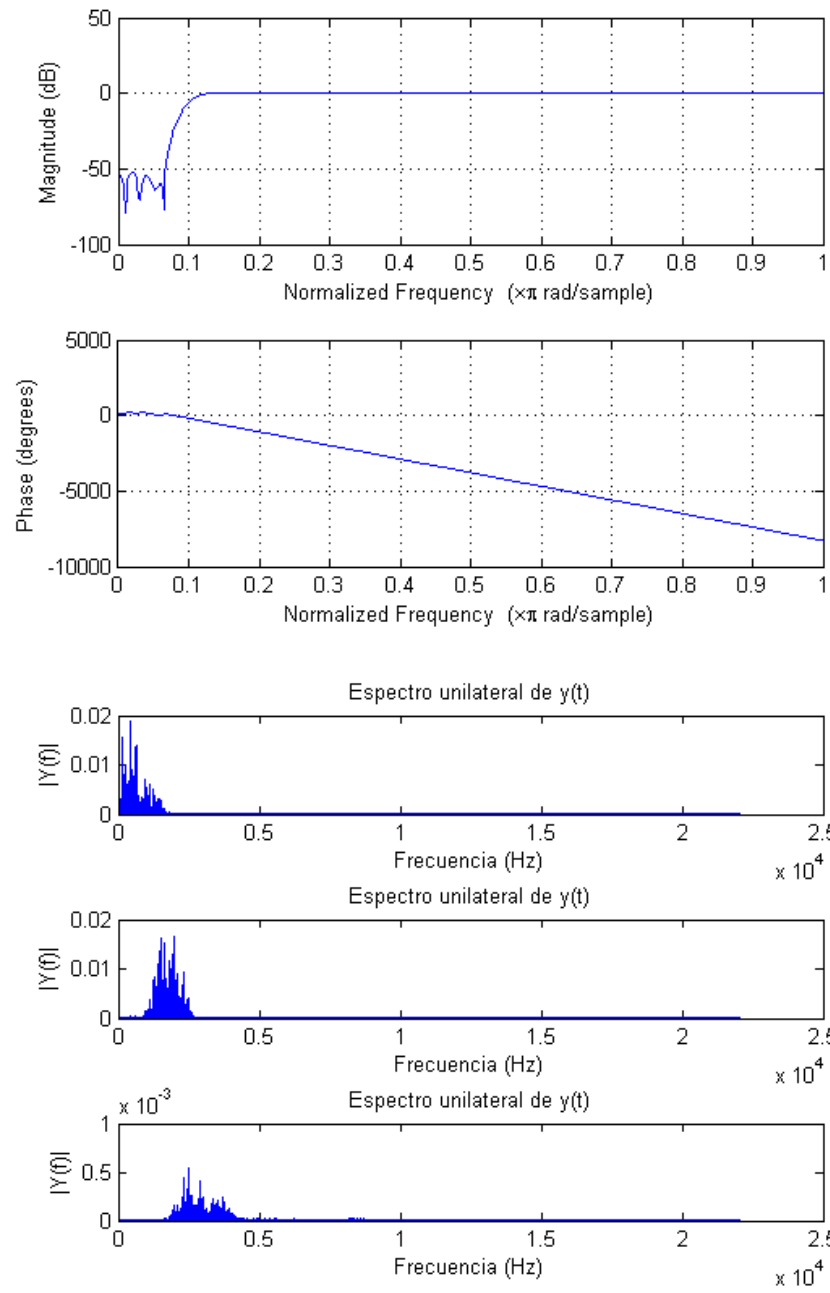 50
0
-50
-100
Magnitude (dB)
0 0.1 0.2 0.3 0.4 0.5 0.6 0.7 0.8 0.9 1
Normalized Frequency (×π rad/sample)
5000
0
-5000
-10000
Phase (degrees)
0 0.1 0.2 0.3 0.4 0.5 0.6 0.7 0.8 0.9 1
Normalized Frequency (×π rad/sample)
Espectro unilateral de y(t)
0.02
0.01
0
|Y(f)|
0 0.5 1 1.5 2 2.5
Frecuencia (Hz)
x 10^4
Espectro unilateral de y(t)
0.02
0.01
0
|Y(f)|
0 0.5 1 1.5 2 2.5
Frecuencia (Hz)
x 10^4
x 10^-3
Espectro unilateral de y(t)
1
0.5
0
|Y(f)|
0 0.5 1 1.5 2 2.5
Frecuencia (Hz)
x 10^4